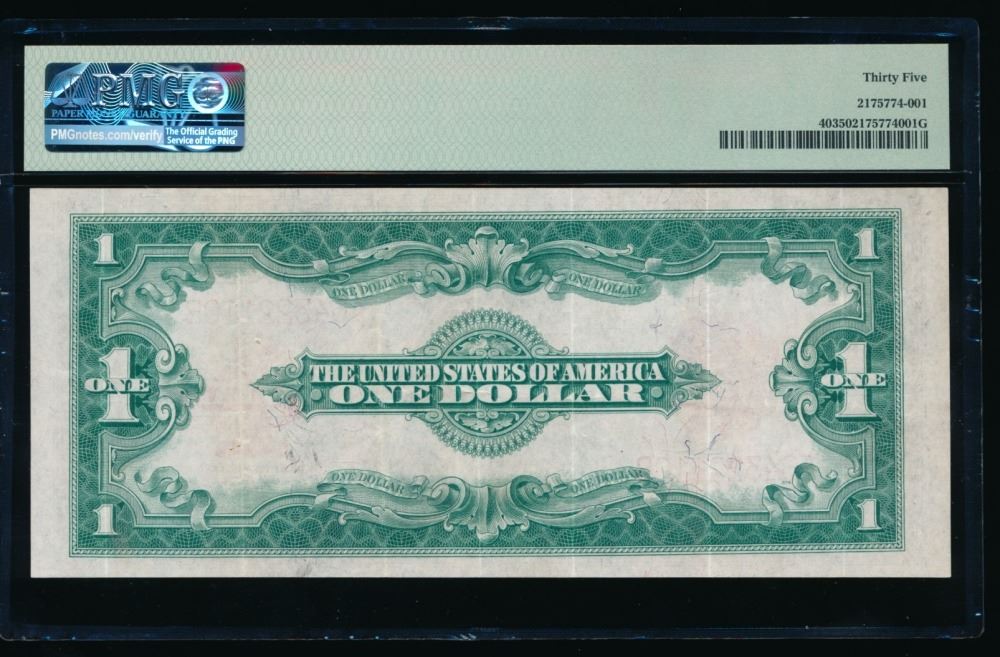 PMG
PAPER MONEY GUARANTY
PMGnotes.com/verify
The Official Grading
Service of the PNG
Thirty Five
2175774-001
403502175774001G
1
1
ONE DOLLAR
ONE DOLLAR
1
ONE
THE UNITED STATES OF AMERICA
ONE DOLLAR
1
ONE
ONE DOLLAR
ONE DOLLAR
1
1